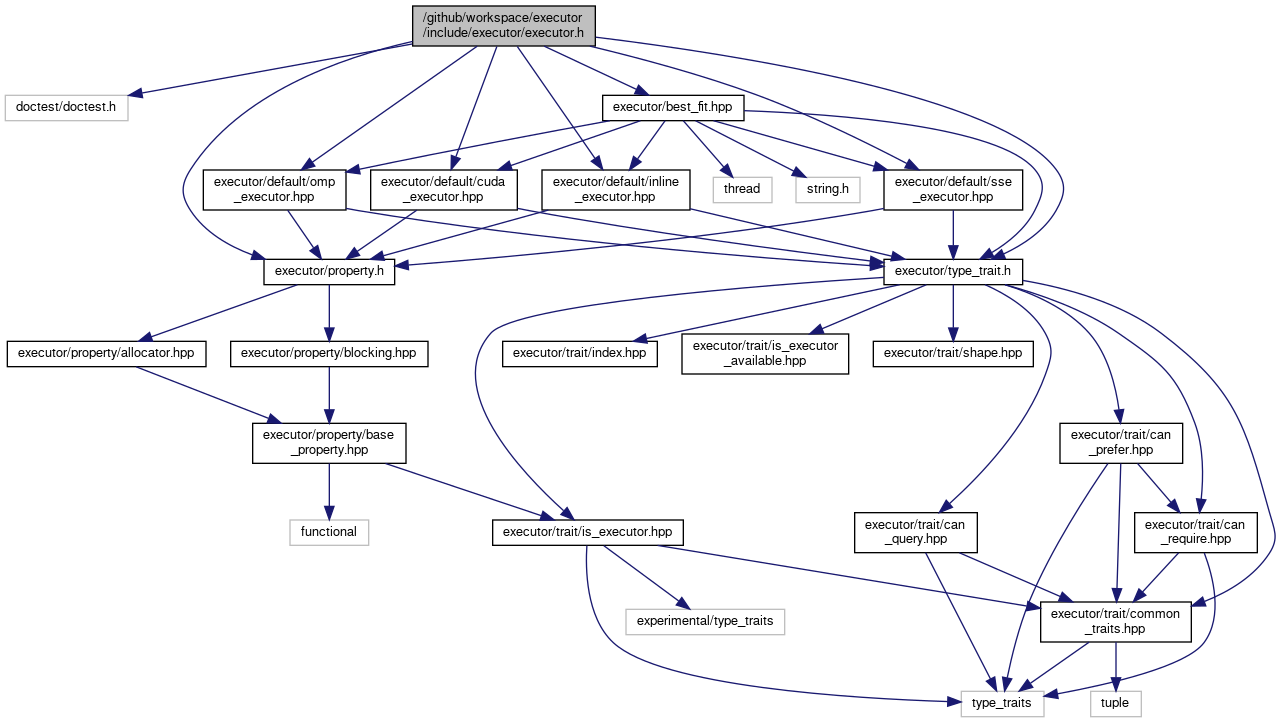 /github/workspace/executor
/include/executor/executor.h
doctest/doctest.h
executor/best_fit.hpp
executor/default/omp
_executor.hpp
executor/default/cuda
_executor.hpp
executor/default/inline
_executor.hpp
thread
string.h
executor/default/sse
_executor.hpp
executor/property.h
executor/type_trait.h
executor/property/allocator.hpp
executor/property/blocking.hpp
executor/trait/index.hpp
executor/trait/is_executor
_available.hpp
executor/trait/shape.hpp
executor/property/base
_property.hpp
executor/trait/can
_prefer.hpp
functional
executor/trait/is_executor.hpp
executor/trait/can
_query.hpp
executor/trait/can
_require.hpp
experimental/type_traits
executor/trait/common
_traits.hpp
type_traits
tuple